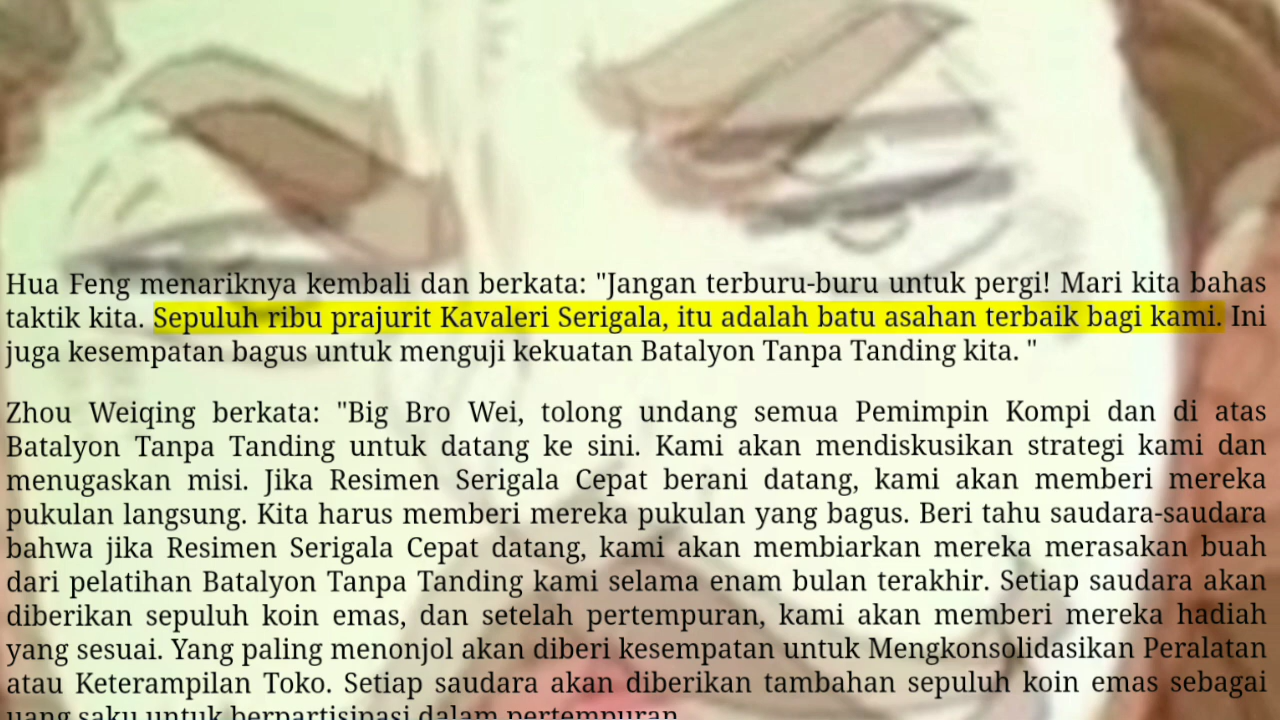 Hua Feng menariknya kembali dan berkata: "Jangan terburu-buru untuk pergi! Mari kita bahas
taktik kita. Sepuluh ribu prajurit Kavaleri Serigala, itu adalah batu asahan terbaik bagi kami. Ini
juga kesempatan bagus untuk menguji kekuatan Batalyon Tanpa Tanding kita. "
Zhou Weiqing berkata: "Big Bro Wei, tolong undang semua Pemimpin Kompi dan di atas
Batalyon Tanpa Tanding untuk datang ke sini. Kami akan mendiskusikan strategi kami dan
menugaskan misi. Jika Resimen Serigala Cepat berani datang, kami akan memberi mereka
pukulan langsung. Kita harus memberi mereka pukulan yang bagus. Beri tahu saudara-saudara
bahwa jika Resimen Serigala Cepat datang, kami akan membiarkan mereka merasakan buah
dari pelatihan Batalyon Tanpa Tanding kami selama enam bulan terakhir. Setiap saudara akan
diberikan sepuluh koin emas, dan setelah pertempuran, kami akan memberi mereka hadiah
yang sesuai. Yang paling menonjol akan diberi kesempatan untuk Mengkonsolidasikan Peralatan
atau Keterampilan Toko. Setiap saudara akan diberikan tambahan sepuluh koin emas sebagai
uang saku untuk berpartisipasi dalam pertempuran.